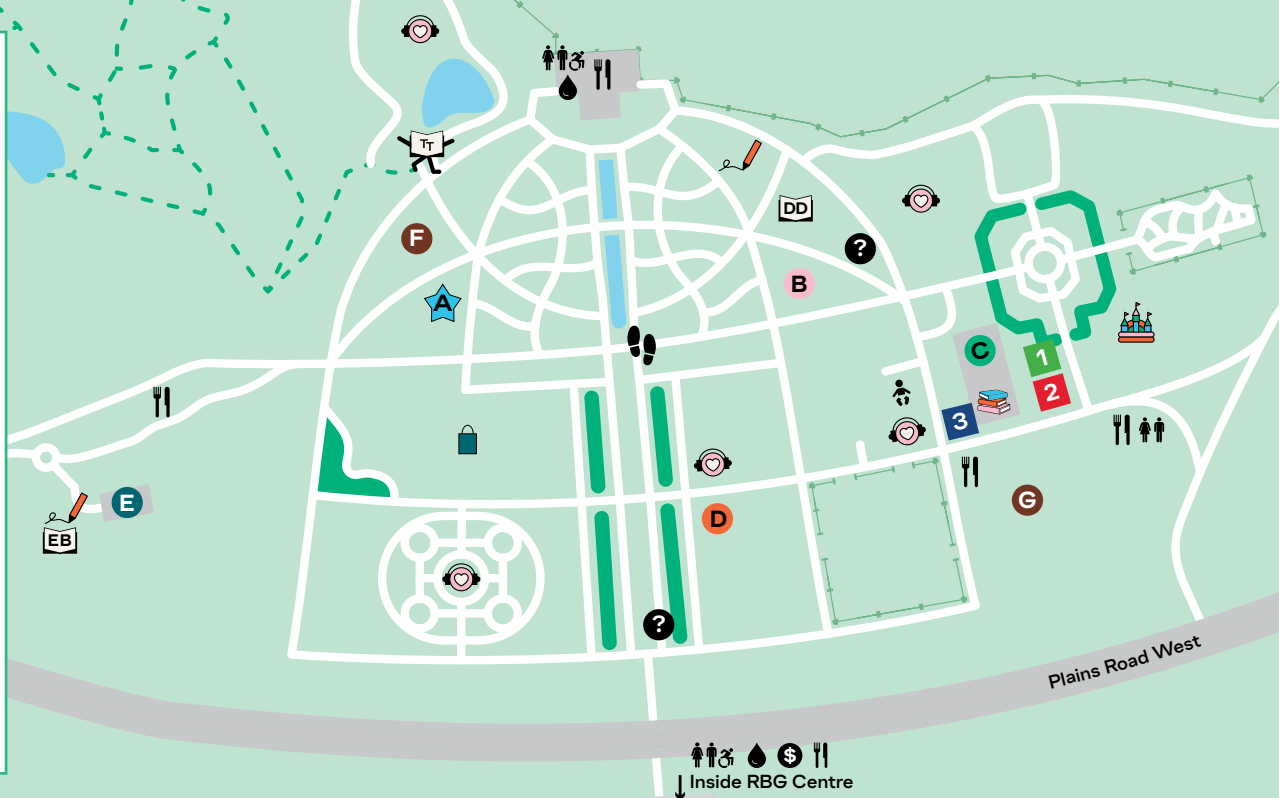 TT
DD
?
F
B
A
C
1
2
3
E
EB
D
G
?
Plains Road West
$
Inside RBG Centre